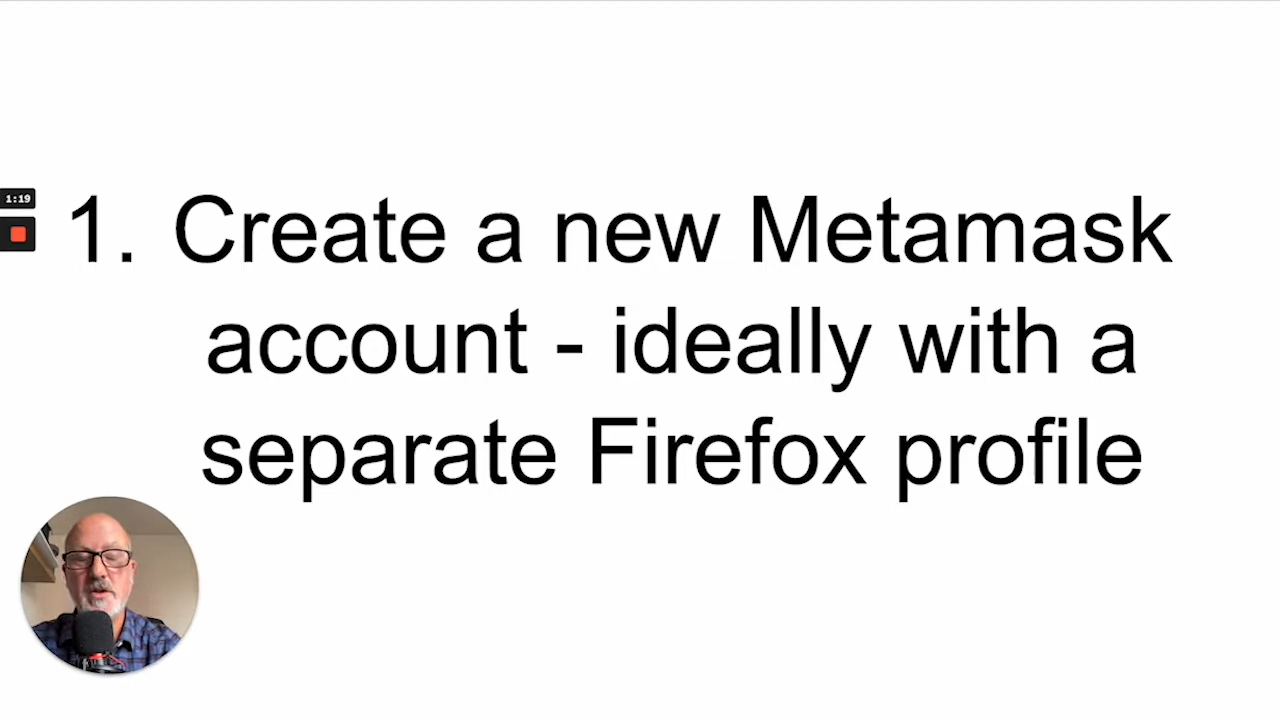 1:19
1. Create a new Metamask
account - ideally with a
separate Firefox profile